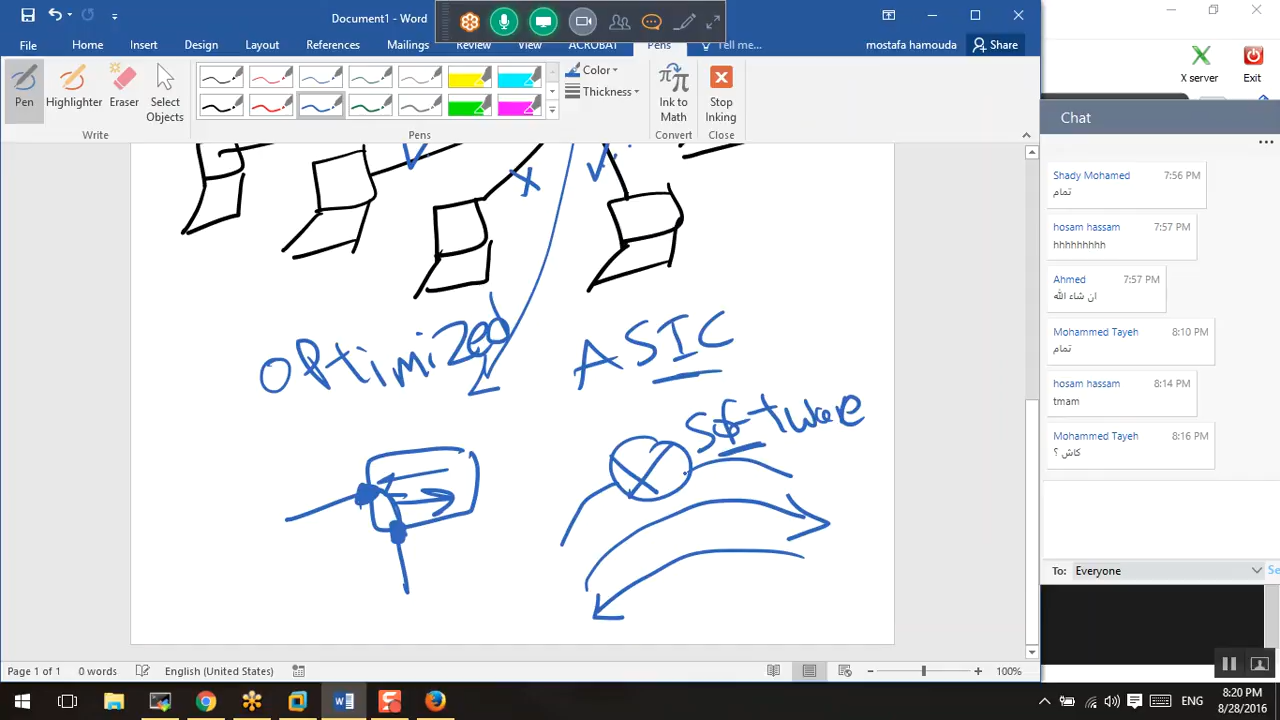 Document1 - Word
File
Home
Insert
Design
Layout
References
Mailings
Review
View
ACROBAT
Pens
Tell me...
mostafa hamouda
Share
Pen
Highlighter
Eraser
Select Objects
Write
Pens
Color
Thickness
Ink to Math
Convert
Stop Inking
Close
X server
Exit
Chat
Shady Mohamed 7:56 PM
تمام
hosam hassam 7:57 PM
hhhhhhhhh
Ahmed 7:57 PM
ان شاء الله
Mohammed Tayeh 8:10 PM
تمام
hosam hassam 8:14 PM
tmam
Mohammed Tayeh 8:16 PM
كاش ؟
optimized
ASIC
Software
To: Everyone
Se
Page 1 of 1
0 words
English (United States)
100%
ENG
8:20 PM
8/28/2016